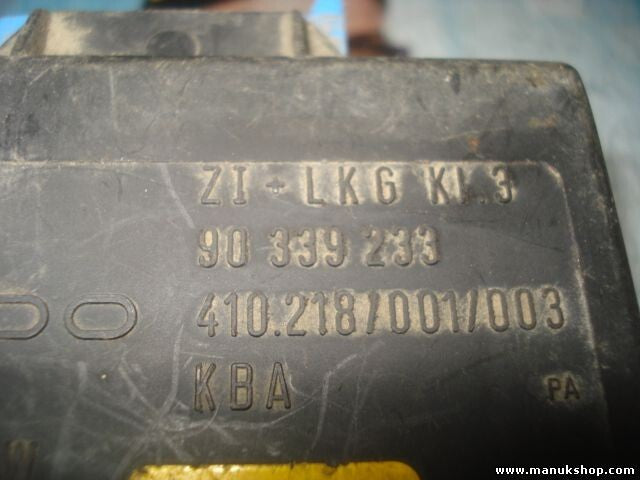 ZI + LKG Kl.3
90 339 233
410.218/001/003
KBA
PA
www.manukshop.com